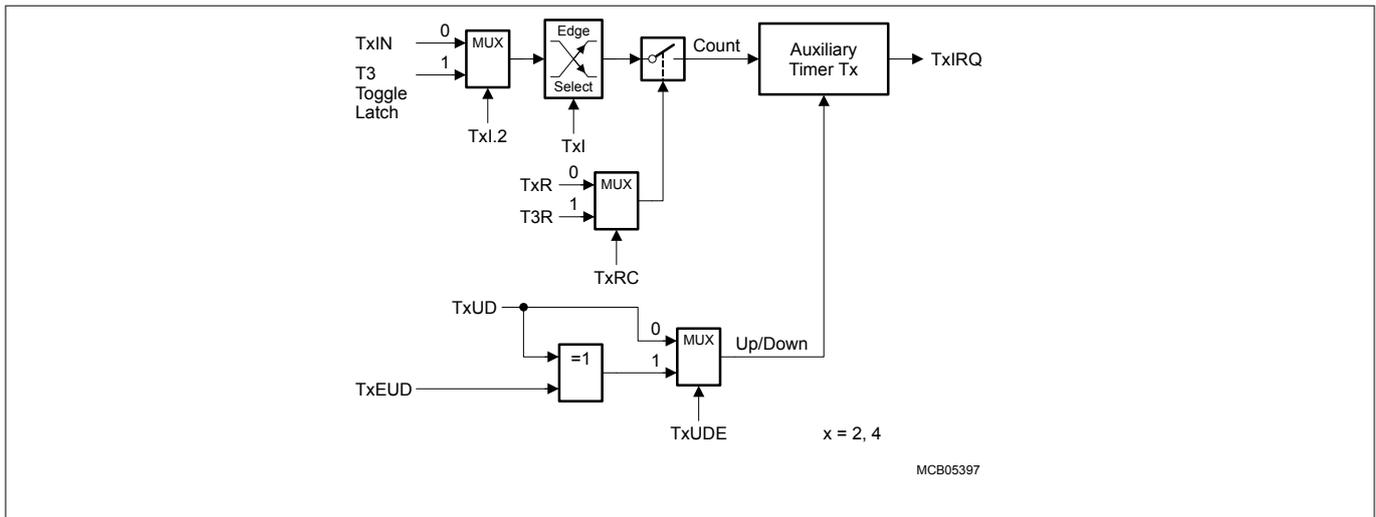 TxIN
0
MUX
Edge
Select
Count
Auxiliary
Timer Tx
TxIRQ
T3
Toggle
Latch
1
TxI.2
TxI
TxR
0
MUX
T3R
1
TxRC
TxUD
0
MUX
Up/Down
=1
1
TxEUD
TxUDE
x = 2, 4
MCB05397